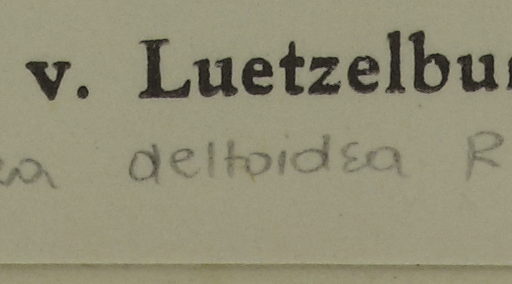 v. Luetzelbu
deltoidea R